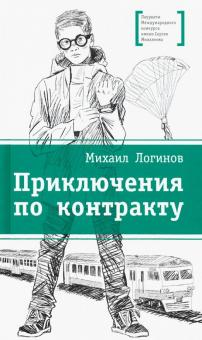 Лауреаты
Международного
конкурса
имени Сергея
Михалкова
Михаил Логинов
Приключения
по контракту